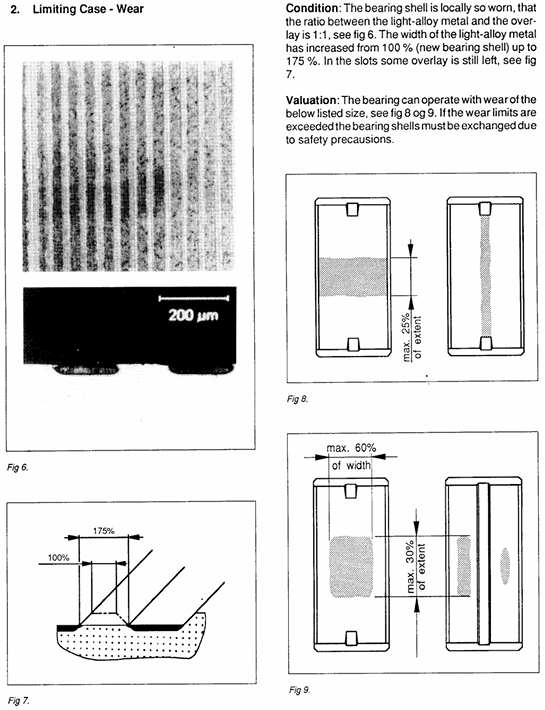 2. Limiting Case - Wear
200 µm
Fig 6.
175%
100%
Fig 7.
Condition: The bearing shell is locally so worn, that
the ratio between the light-alloy metal and the over-
lay is 1:1, see fig 6. The width of the light-alloy metal
has increased from 100 % (new bearing shell) up to
175 %. In the slots some overlay is still left, see fig
7.
Valuation: The bearing can operate with wear of the
below listed size, see fig 8 og 9. If the wear limits are
exceeded the bearing shells must be exchanged due
to safety precausions.
max. 25%
of extent
Fig 8.
max. 60%
of width
max. 30%
of extent
Fig 9.